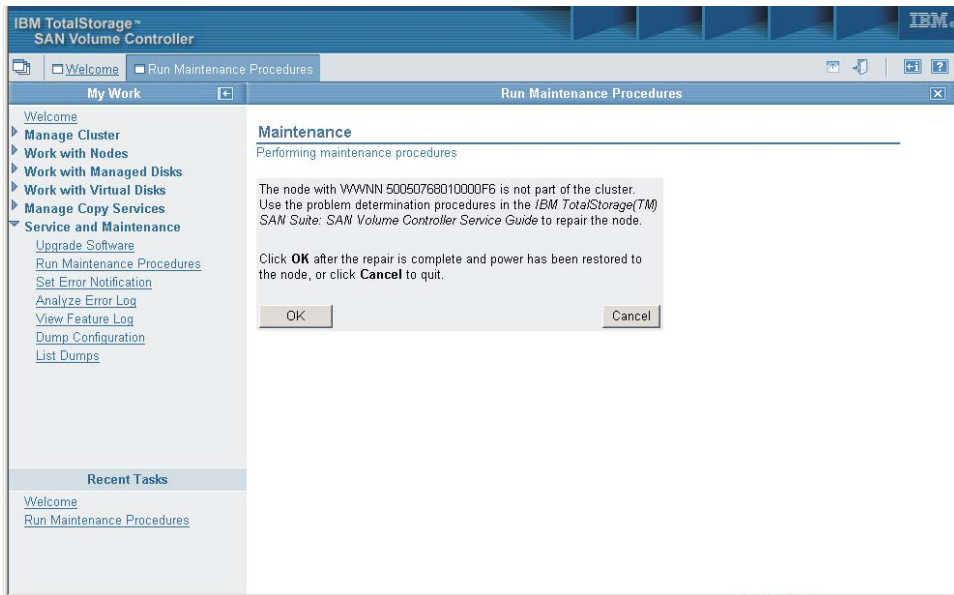 IBM TotalStorage™
SAN Volume Controller
IBM
Welcome
Run Maintenance Procedures
My Work
Run Maintenance Procedures
Welcome
Manage Cluster
Work with Nodes
Work with Managed Disks
Work with Virtual Disks
Manage Copy Services
Service and Maintenance
Upgrade Software
Run Maintenance Procedures
Set Error Notification
Analyze Error Log
View Feature Log
Dump Configuration
List Dumps
Recent Tasks
Welcome
Run Maintenance Procedures
Maintenance
Performing maintenance procedures
The node with WWNN 50050768010000F6 is not part of the cluster.
Use the problem determination procedures in the IBM TotalStorage(TM)
SAN Suite: SAN Volume Controller Service Guide to repair the node.
Click OK after the repair is complete and power has been restored to
the node, or click Cancel to quit.
OK
Cancel